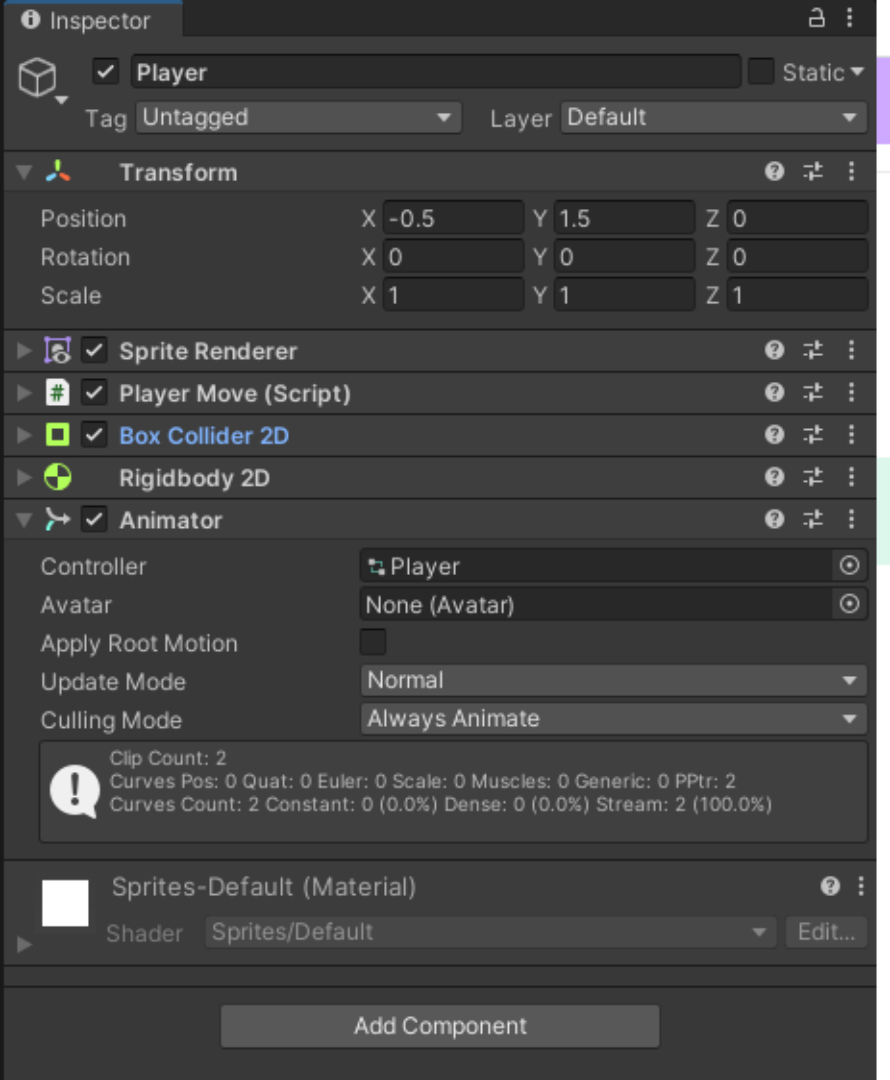 Inspector
Player Static
Tag Untagged Layer Default
Transform
Position X -0.5 Y 1.5 Z 0
Rotation X 0 Y 0 Z 0
Scale X 1 Y 1 Z 1
Sprite Renderer
# Player Move (Script)
Box Collider 2D
Rigidbody 2D
Animator
Controller Player
Avatar None (Avatar)
Apply Root Motion
Update Mode Normal
Culling Mode Always Animate
Clip Count: 2
Curves Pos: 0 Quat: 0 Euler: 0 Scale: 0 Muscles: 0 Generic: 0 PPtr: 2
Curves Count: 2 Constant: 0 (0.0%) Dense: 0 (0.0%) Stream: 2 (100.0%)
Sprites-Default (Material)
Shader Sprites/Default Edit...
Add Component